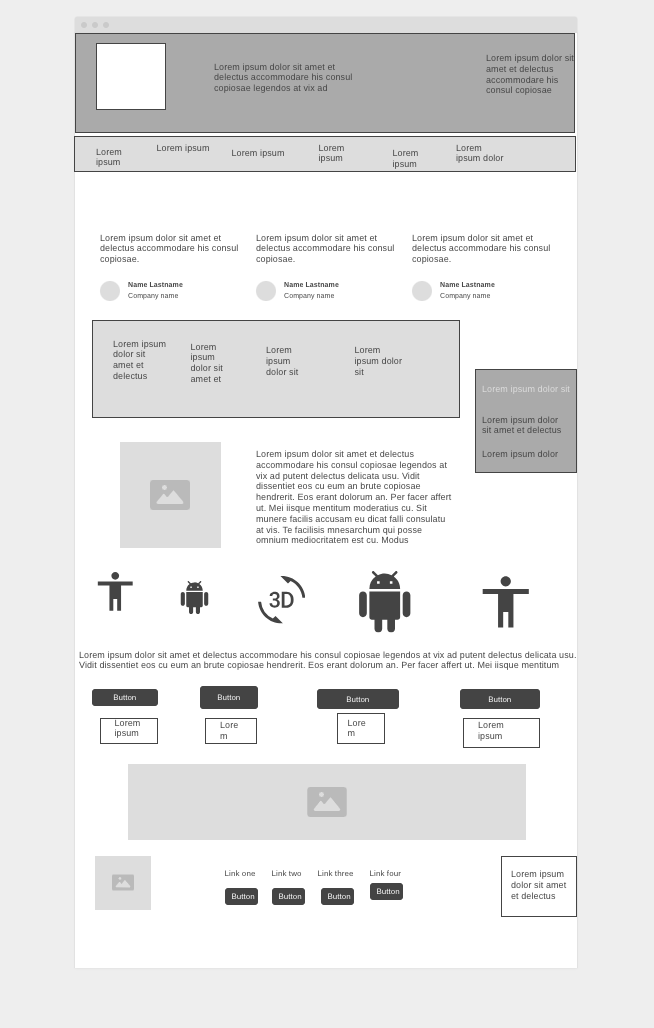 Lorem ipsum dolor sit amet et
delectus accommodare his consul
copiosae legendos at vix ad
Lorem ipsum dolor sit
amet et delectus
accommodare his
consul copiosae
Lorem
ipsum
Lorem ipsum
Lorem ipsum
Lorem
ipsum
Lorem
ipsum
Lorem
ipsum dolor
Lorem ipsum dolor sit amet et
delectus accommodare his consul
copiosae.
Name Lastname
Company name
Lorem ipsum dolor sit amet et
delectus accommodare his consul
copiosae.
Name Lastname
Company name
Lorem ipsum dolor sit amet et
delectus accommodare his consul
copiosae.
Name Lastname
Company name
Lorem ipsum
dolor sit
amet et
delectus
Lorem
ipsum
dolor sit
amet et
Lorem
ipsum
dolor sit
Lorem
ipsum dolor
sit
Lorem ipsum dolor sit
Lorem ipsum dolor
sit amet et delectus
Lorem ipsum dolor
Lorem ipsum dolor sit amet et delectus
accommodare his consul copiosae legendos at
vix ad putent delectus delicata usu. Vidit
dissentiet eos cu eum an brute copiosae
hendrerit. Eos erant dolorum an. Per facer affert
ut. Mei iisque mentitum moderatius cu. Sit
munere facilis accusam eu dicat falli consulatu
at vis. Te facilisis mnesarchum qui posse
omnium mediocritatem est cu. Modus
3D
Lorem ipsum dolor sit amet et delectus accommodare his consul copiosae legendos at vix ad putent delectus delicata usu.
Vidit dissentiet eos cu eum an brute copiosae hendrerit. Eos erant dolorum an. Per facer affert ut. Mei iisque mentitum
Button
Button
Button
Button
Lorem
ipsum
Lore
m
Lore
m
Lorem
ipsum
Link one
Link two
Link three
Link four
Button
Button
Button
Button
Lorem ipsum
dolor sit amet
et delectus